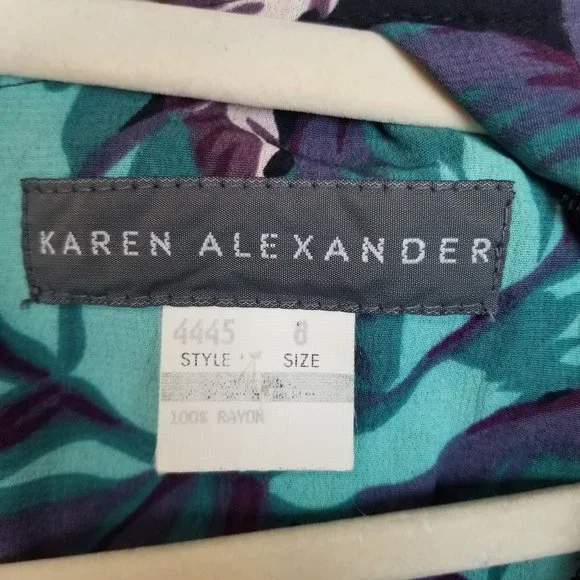 KAREN ALEXANDER
4445 8
STYLE SIZE
100% RAYON